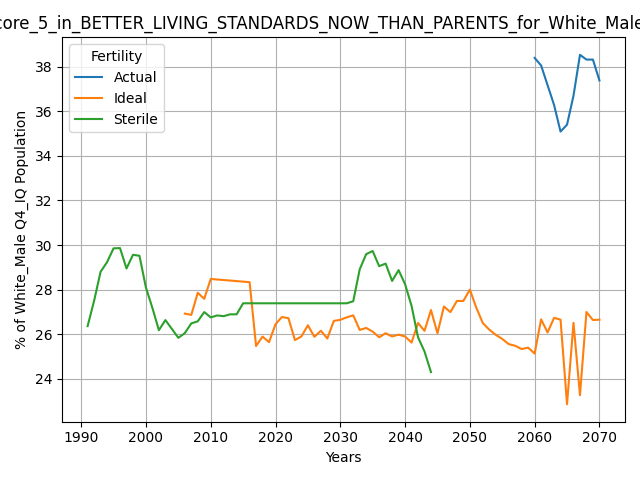 core_5_in_BETTER_LIVING_STANDARDS_NOW_THAN_PARENTS_for_White_Male
Fertility
Actual
Ideal
Sterile
% of White_Male Q4_IQ Population
38
36
34
32
30
28
26
24
1990 2000 2010 2020 2030 2040 2050 2060 2070
Years